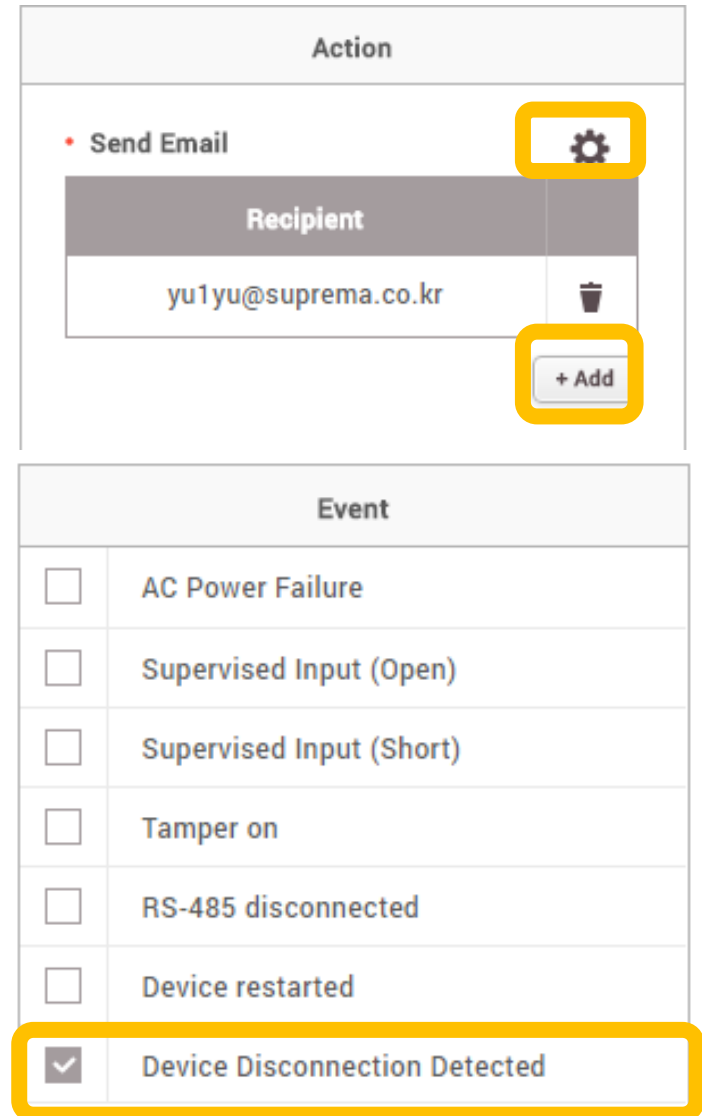 Action
• Send Email
Recipient
yu1yu@suprema.co.kr
+ Add
Event
AC Power Failure
Supervised Input (Open)
Supervised Input (Short)
Tamper on
RS-485 disconnected
Device restarted
Device Disconnection Detected